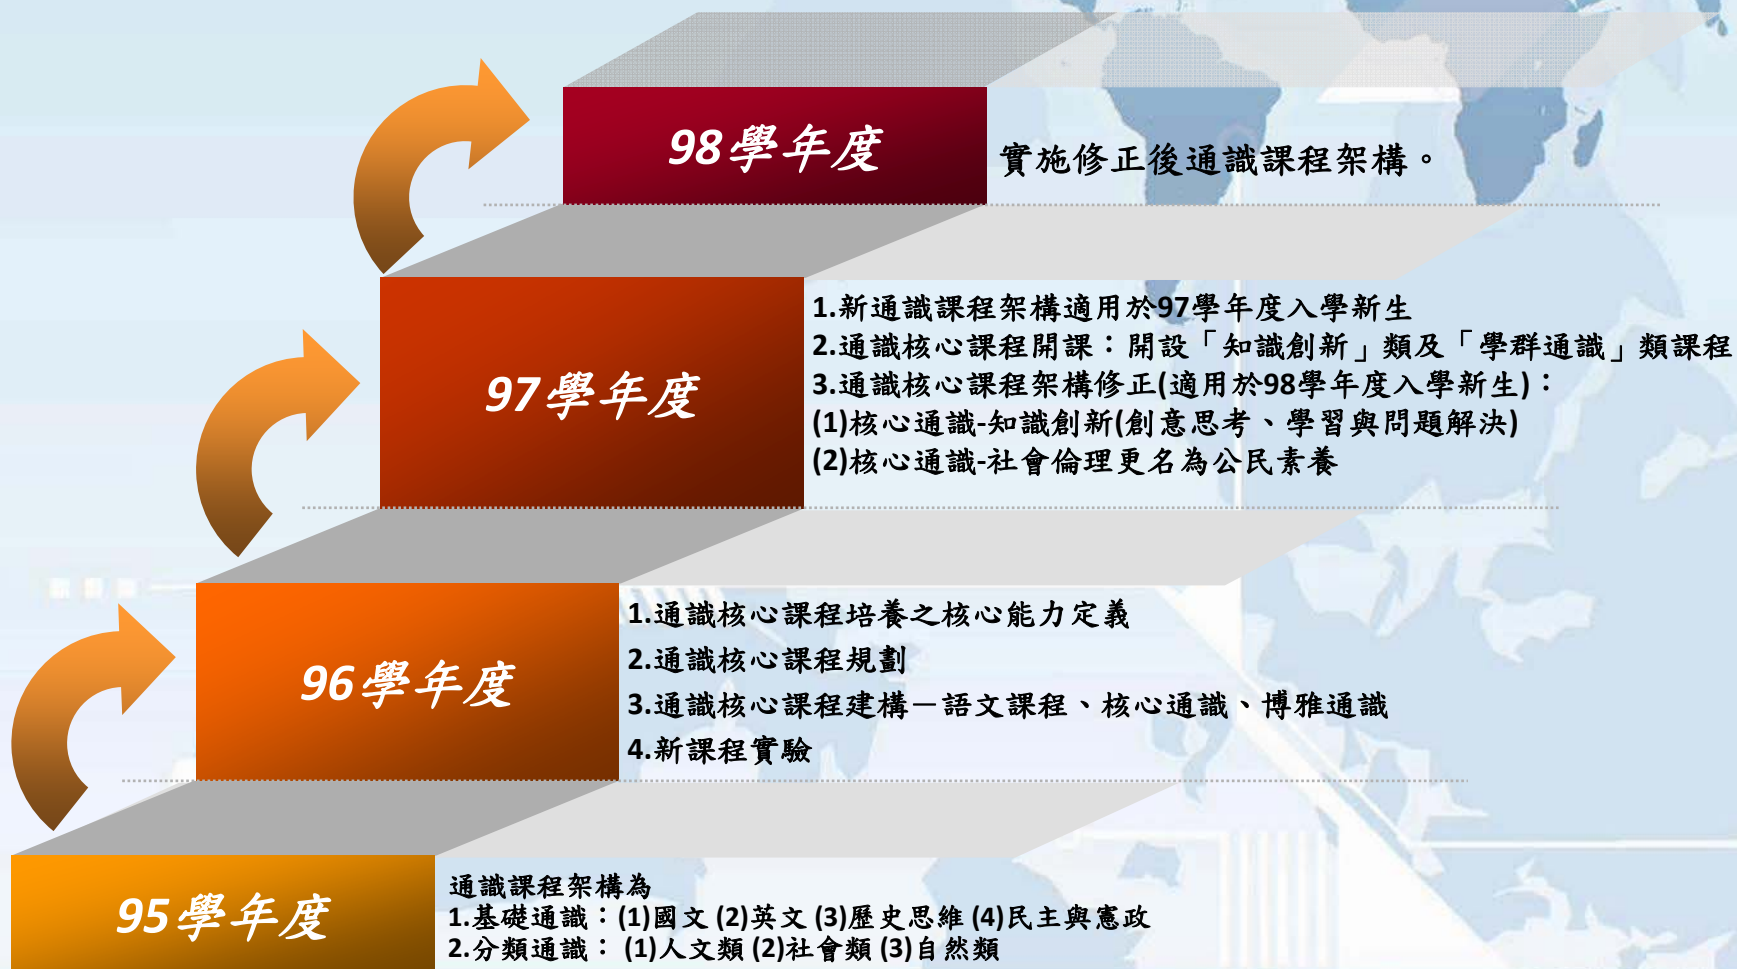 98學年度
實施修正後通識課程架構。
97學年度
1.新通識課程架構適用於97學年度入學新生
2.通識核心課程開課：開設「知識創新」類及「學群通識」類課程
3.通識核心課程架構修正(適用於98學年度入學新生)：
(1)核心通識-知識創新(創意思考、學習與問題解決)
(2)核心通識-社會倫理更名為公民素養
96學年度
1.通識核心課程培養之核心能力定義
2.通識核心課程規劃
3.通識核心課程建構－語文課程、核心通識、博雅通識
4.新課程實驗
95學年度
通識課程架構為
1.基礎通識：(1)國文 (2)英文 (3)歷史思維 (4)民主與憲政
2.分類通識： (1)人文類 (2)社會類 (3)自然類